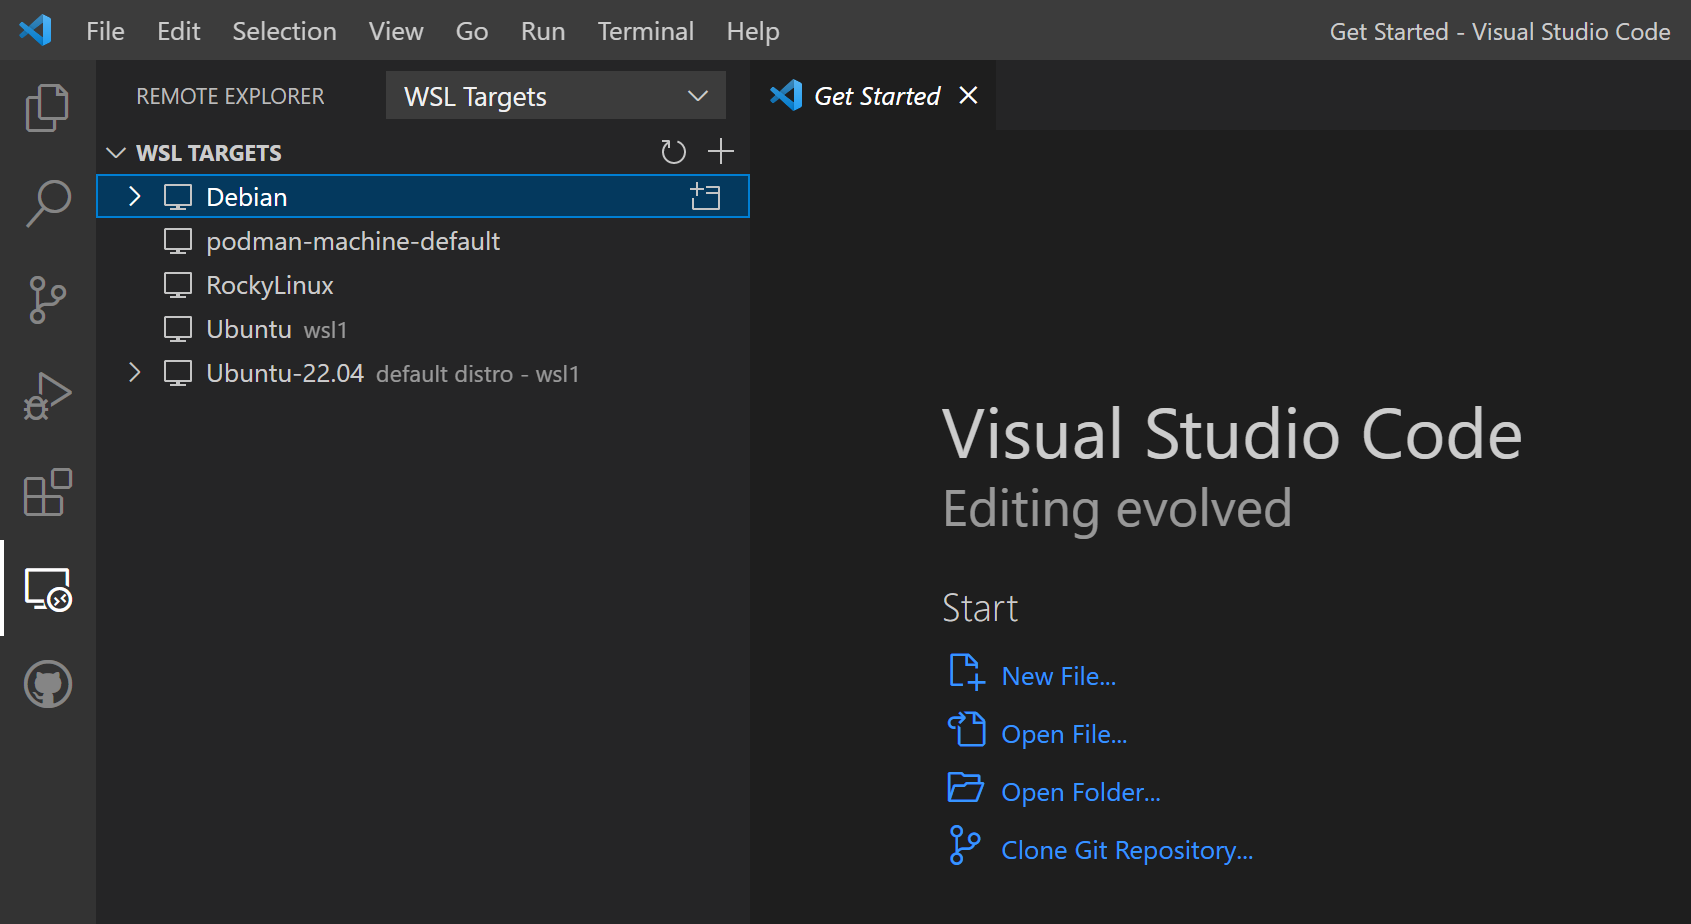 File Edit Selection View Go Run Terminal Help
Get Started - Visual Studio Code
REMOTE EXPLORER
WSL Targets
WSL TARGETS
Debian
podman-machine-default
RockyLinux
Ubuntu wsl1
Ubuntu-22.04 default distro - wsl1
Get Started
Visual Studio Code
Editing evolved
Start
New File...
Open File...
Open Folder...
Clone Git Repository...